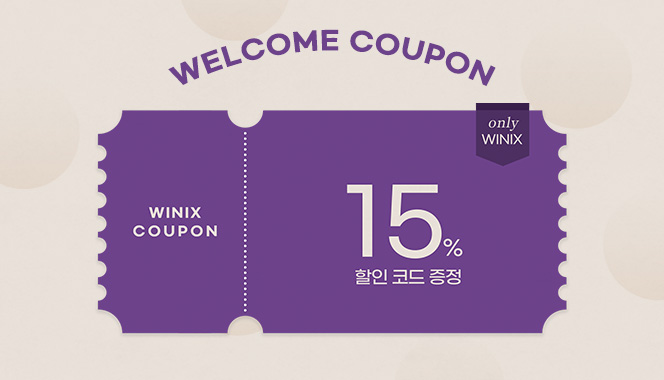 WELCOME COUPON
only
WINIX
WINIX
COUPON
15%
할인 코드 증정